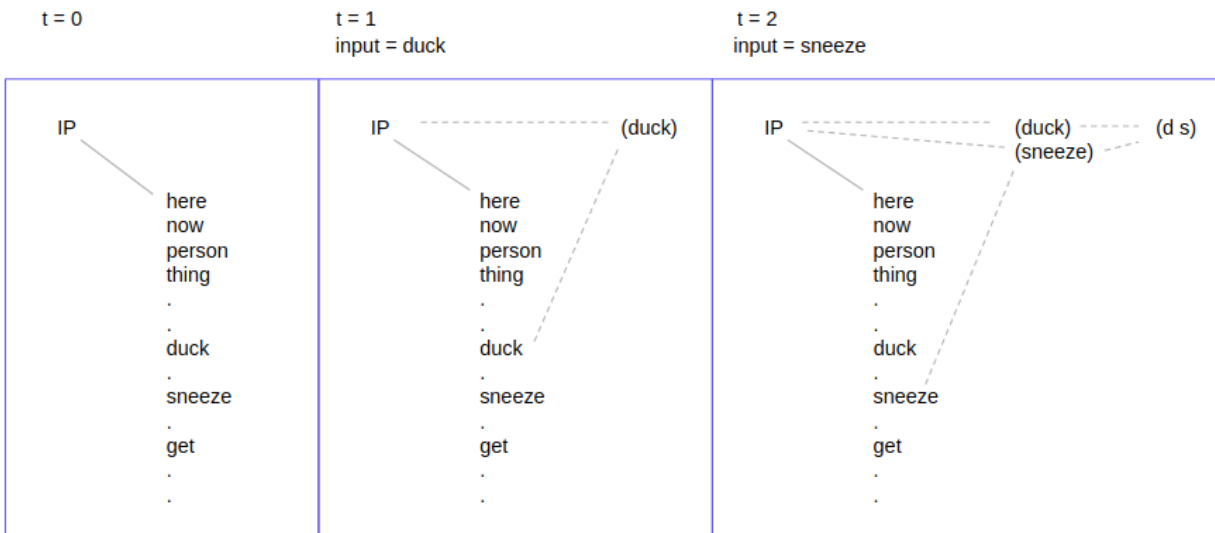 t = 0
t = 1
input = duck
t = 2
input = sneeze
IP
here
now
person
thing
.
.
duck
.
sneeze
.
get
.
.
IP
(duck)
here
now
person
thing
.
.
duck
.
sneeze
.
get
.
.
IP
(duck)
(d s)
(sneeze)
here
now
person
thing
.
.
duck
.
sneeze
.
get
.
.